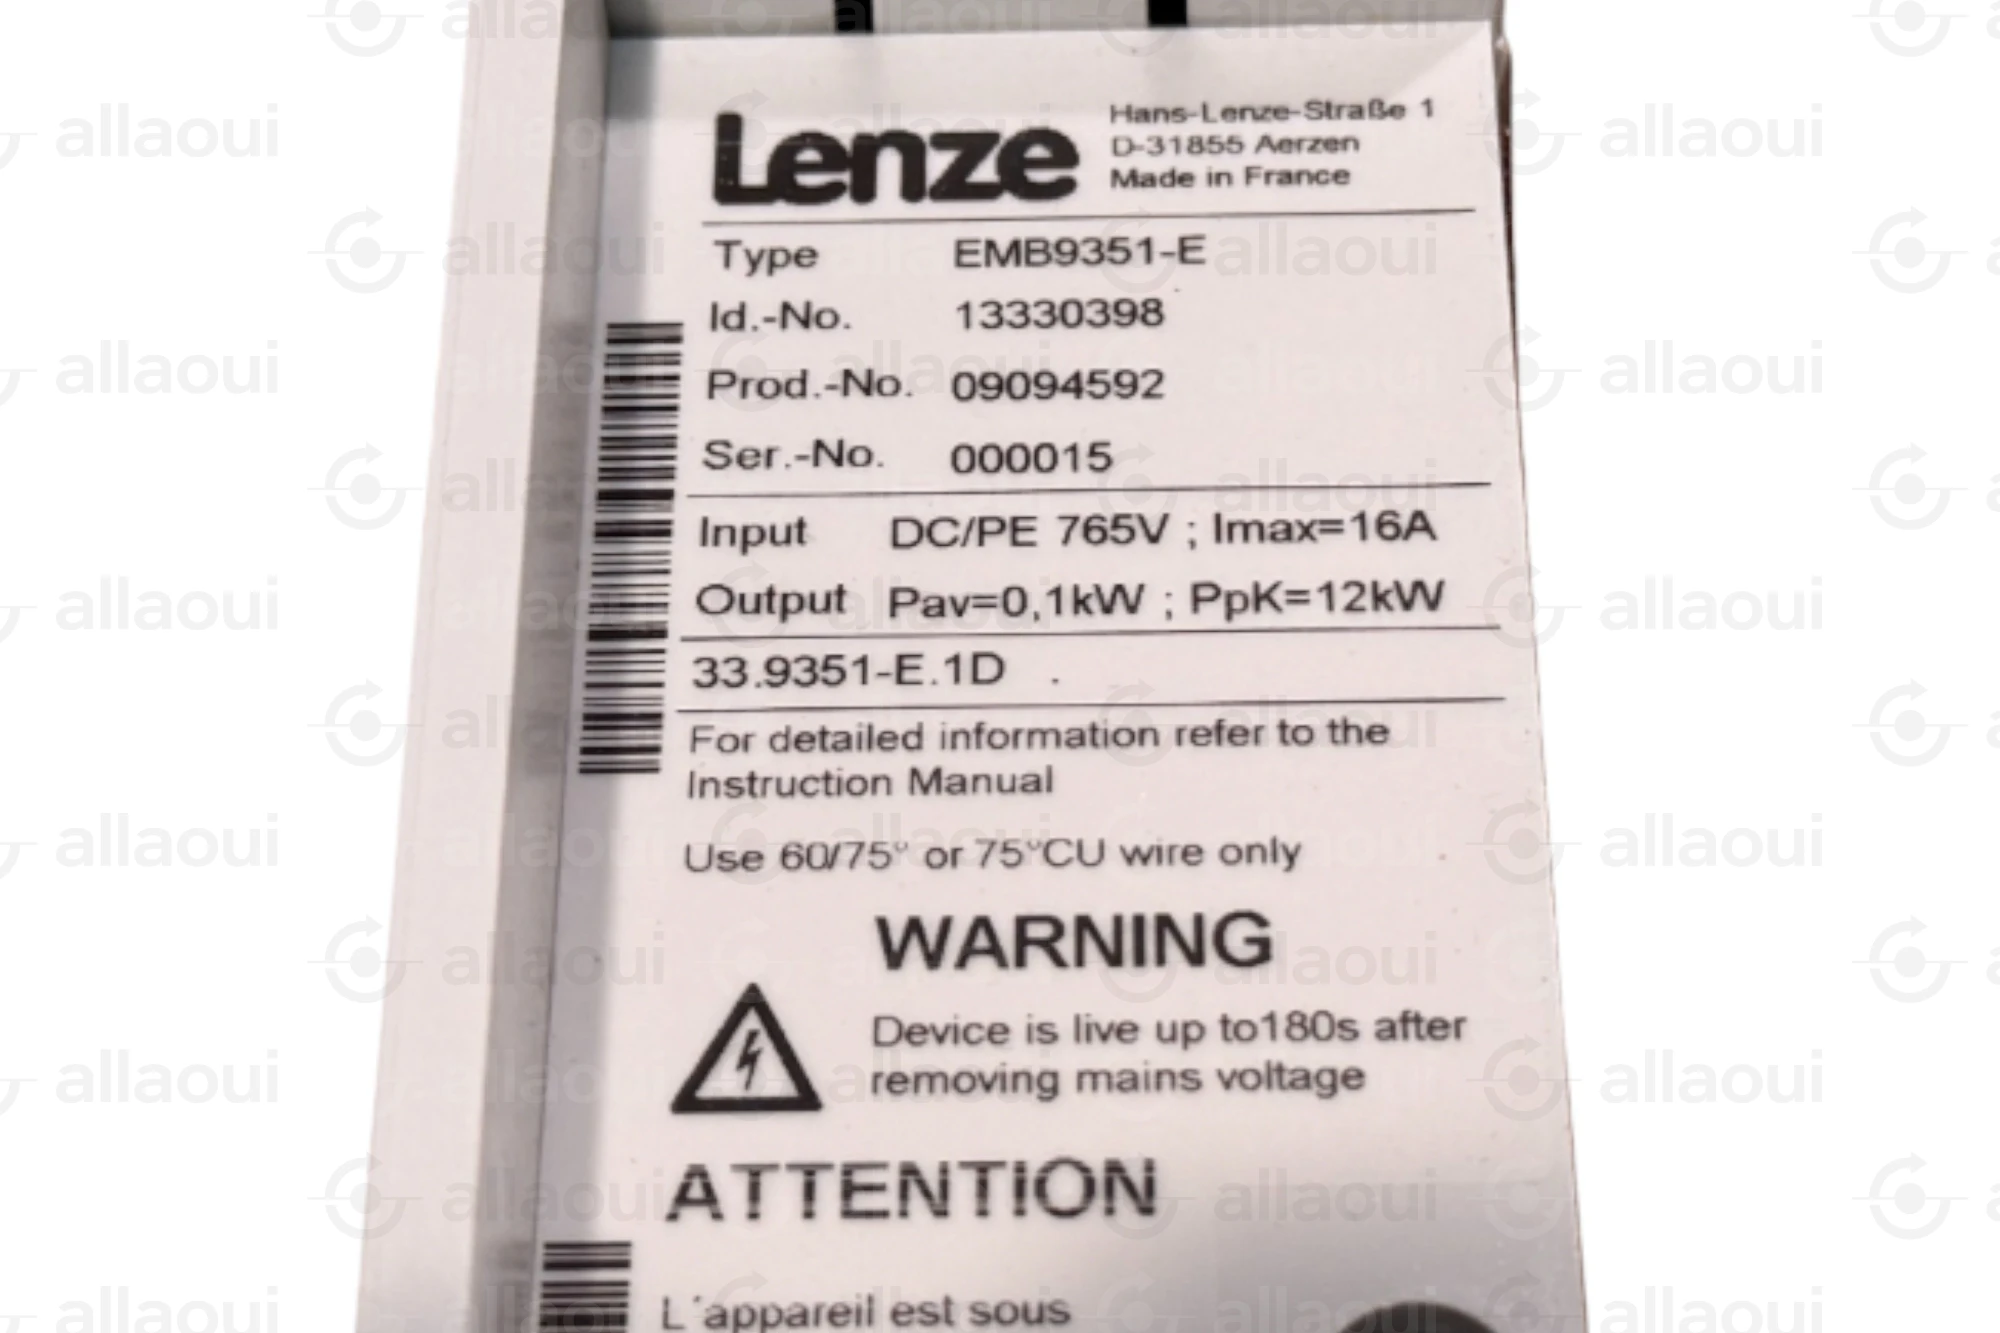 Lenze
Hans-Lenze-Straße 1
D-31855 Aerzen
Made in France
Type EMB9351-E
Id.-No. 13330398
Prod.-No. 09094592
Ser.-No. 000015
Input DC/PE 765V ; Imax=16A
Output Pav=0,1kW ; PpK=12kW
33.9351-E.1D .
For detailed information refer to the
Instruction Manual
Use 60/75° or 75°CU wire only
WARNING
Device is live up to180s after
removing mains voltage
ATTENTION
L´appareil est sous
allaoui